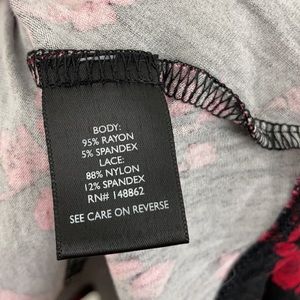 BODY:
95% RAYON
5% SPANDEX
LACE:
88% NYLON
12% SPANDEX
RN# 148862
SEE CARE ON REVERSE